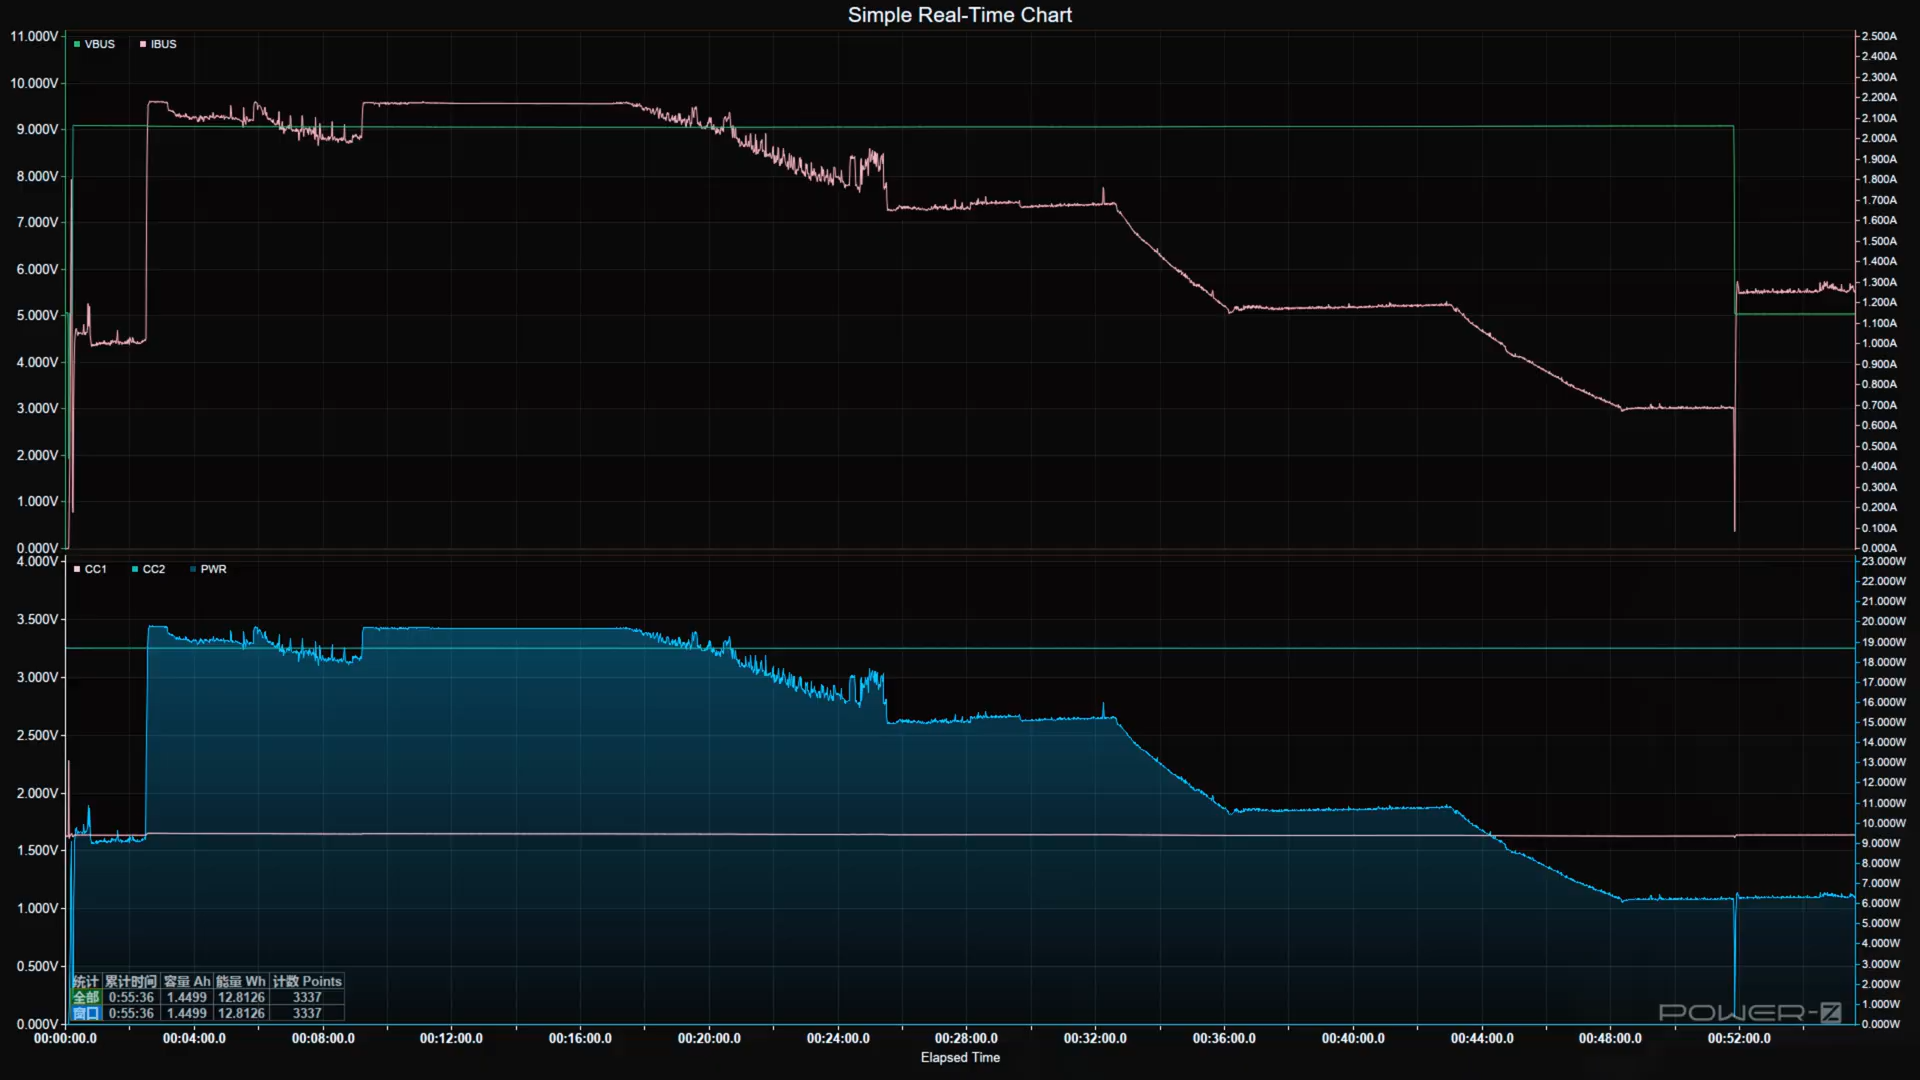 Simple Real-Time Chart
VBUS IBUS
11.000V
10.000V
9.000V
8.000V
7.000V
6.000V
5.000V
4.000V
3.000V
2.000V
1.000V
0.000V
2.500A
2.400A
2.300A
2.200A
2.100A
2.000A
1.900A
1.800A
1.700A
1.600A
1.500A
1.400A
1.300A
1.200A
1.100A
1.000A
0.900A
0.800A
0.700A
0.600A
0.500A
0.400A
0.300A
0.200A
0.100A
0.000A
CC1 CC2 PWR
4.000V
3.500V
3.000V
2.500V
2.000V
1.500V
1.000V
0.500V
0.000V
23.000W
22.000W
21.000W
20.000W
19.000W
18.000W
17.000W
16.000W
15.000W
14.000W
13.000W
12.000W
11.000W
10.000W
9.000W
8.000W
7.000W
6.000W
5.000W
4.000W
3.000W
2.000W
1.000W
0.000W
统计 累计时间 容量 Ah 能量 Wh 计数 Points
全部 0:55:36 1.4499 12.8126 3337
窗口 0:55:36 1.4499 12.8126 3337
POWER-Z
00:00:00.0 00:04:00.0 00:08:00.0 00:12:00.0 00:16:00.0 00:20:00.0 00:24:00.0 00:28:00.0 00:32:00.0 00:36:00.0 00:40:00.0 00:44:00.0 00:48:00.0 00:52:00.0
Elapsed Time